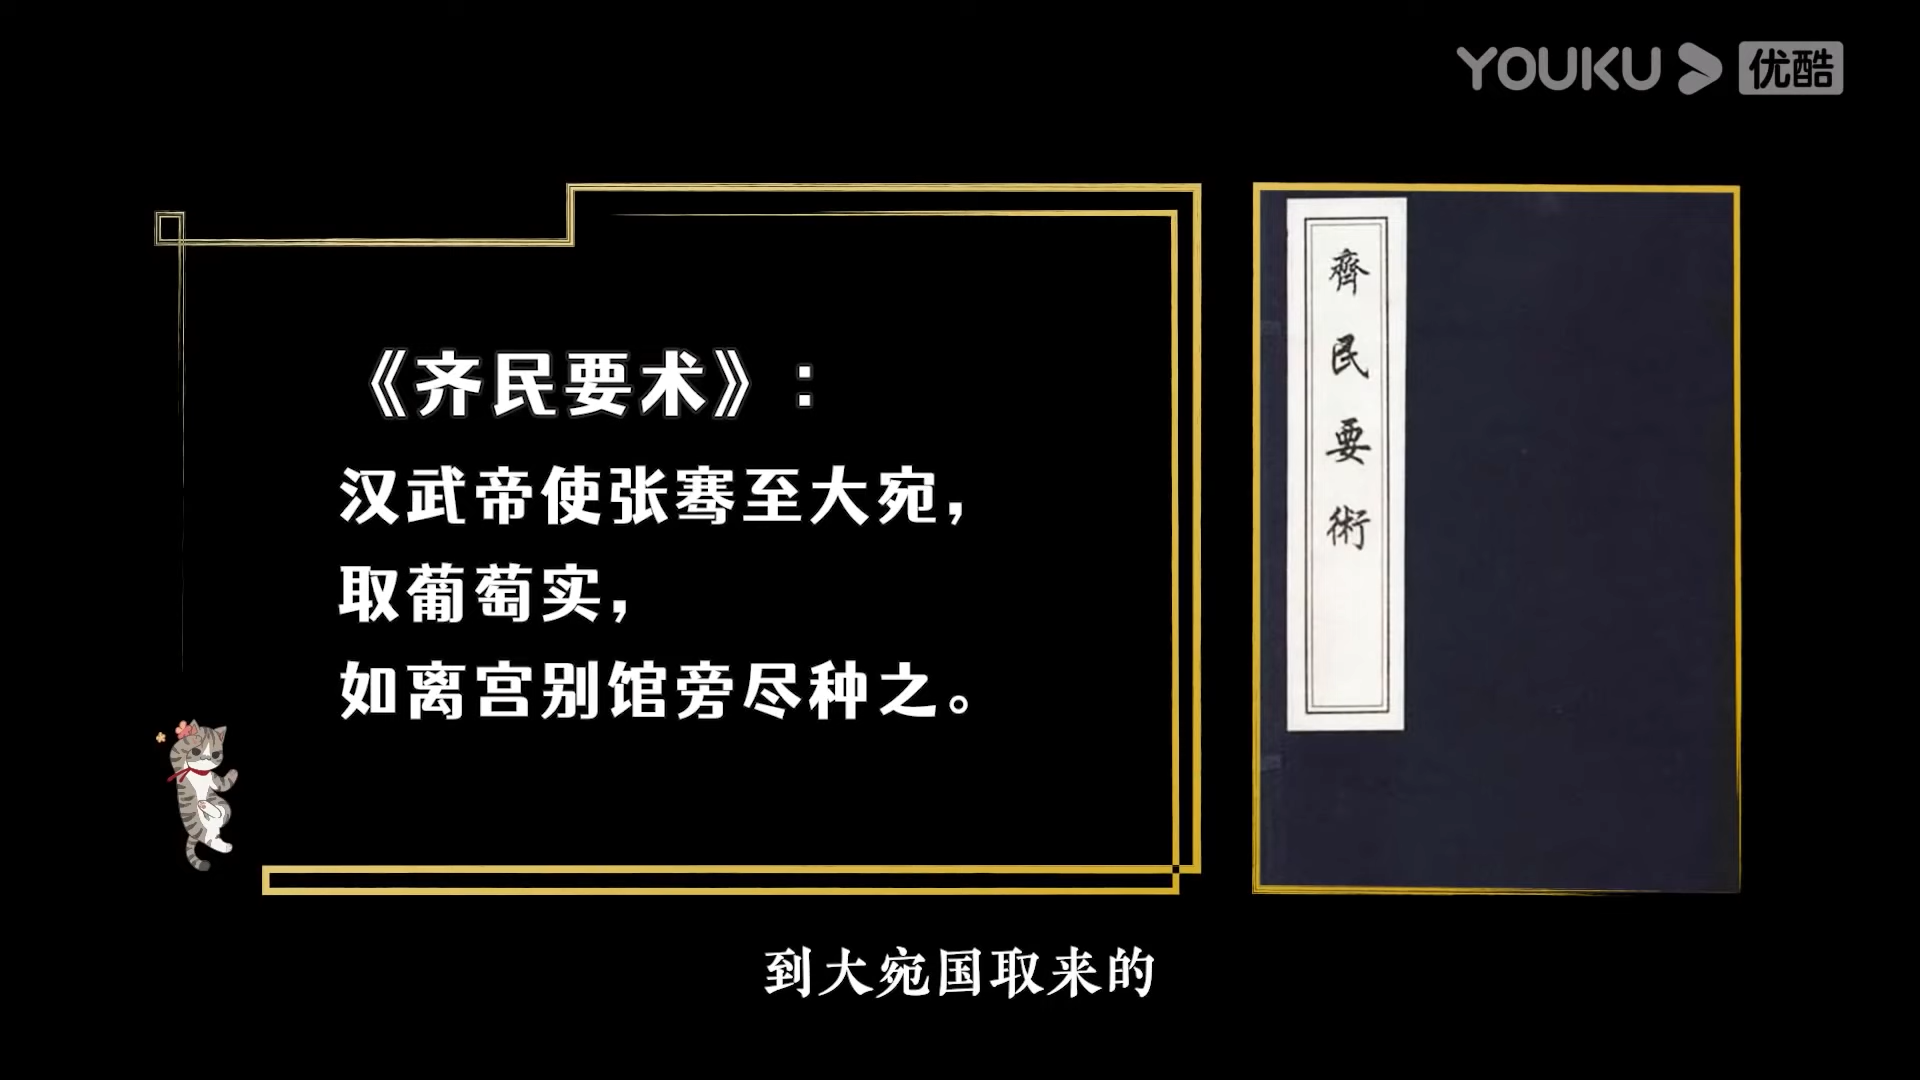 YOUKU 优酷
《齐民要术》：
汉武帝使张骞至大宛，
取葡萄实，
如离宫别馆旁尽种之。
齊民要術
到大宛国取来的